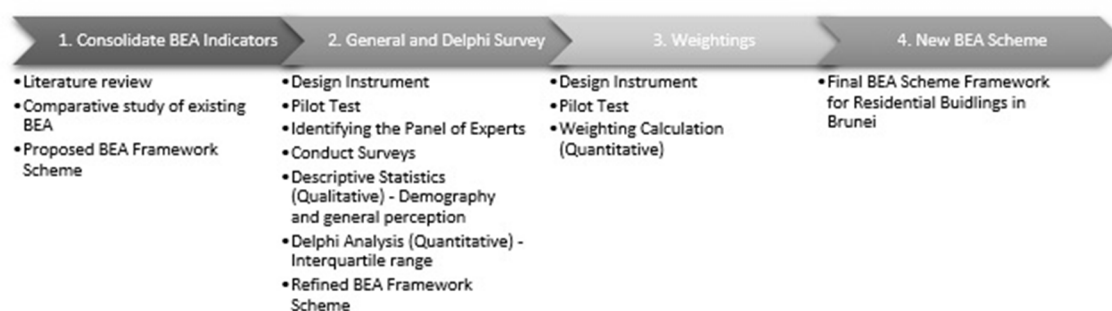 1. Consolidate BEA Indicators
•Literature review
•Comparative study of existing
BEA
•Proposed BEA Framework
Scheme
2. General and Delphi Survey
•Design Instrument
•Pilot Test
•Identifying the Panel of Experts
•Conduct Surveys
•Descriptive Statistics
(Qualitative) - Demography
and general perception
•Delphi Analysis (Quantitative) -
Interquartile range
•Refined BEA Framework
Scheme
3. Weightings
•Design Instrument
•Pilot Test
•Weighting Calculation
(Quantitative)
4. New BEA Scheme
•Final BEA Scheme Framework
for Residential Buidlings in
Brunei